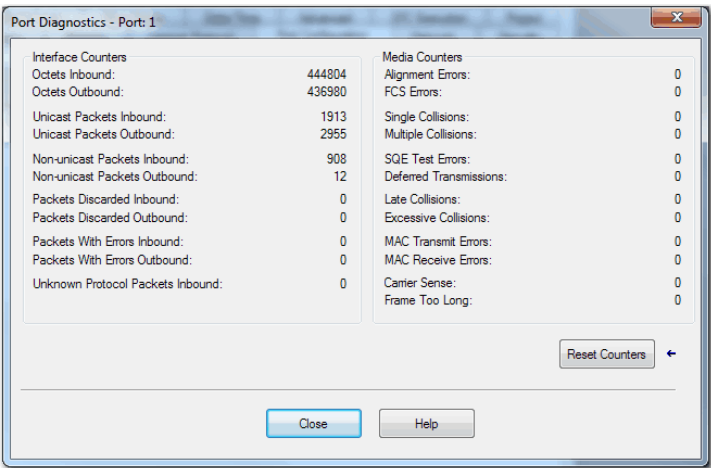 Port Diagnostics - Port: 1
Interface Counters
Octets Inbound: 444804
Octets Outbound: 436980
Unicast Packets Inbound: 1913
Unicast Packets Outbound: 2955
Non-unicast Packets Inbound: 908
Non-unicast Packets Outbound: 12
Packets Discarded Inbound: 0
Packets Discarded Outbound: 0
Packets With Errors Inbound: 0
Packets With Errors Outbound: 0
Unknown Protocol Packets Inbound: 0
Media Counters
Alignment Errors: 0
FCS Errors: 0
Single Collisions: 0
Multiple Collisions: 0
SQE Test Errors: 0
Deferred Transmissions: 0
Late Collisions: 0
Excessive Collisions: 0
MAC Transmit Errors: 0
MAC Receive Errors: 0
Carrier Sense: 0
Frame Too Long: 0
Reset Counters
Close
Help